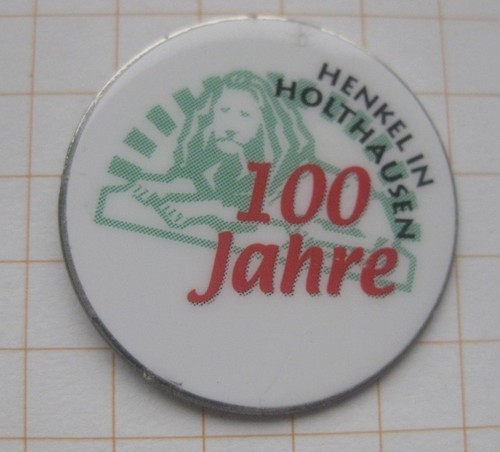 HENKEL IN
HOLTHAUSEN
100
Jahre